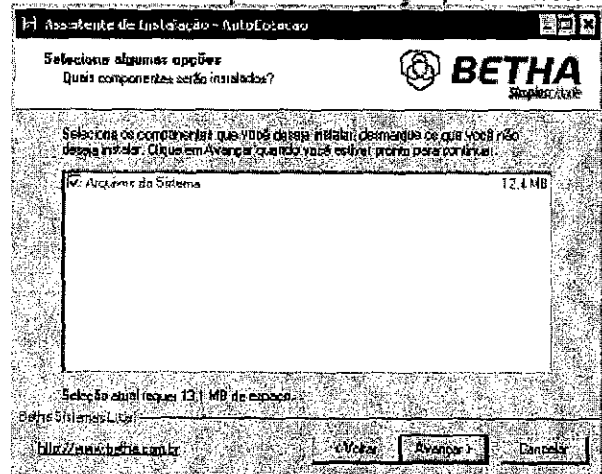 Assistente de Instalação - AutoCotacao
Selecione algumas opções
Quais componentes serão instalados?
BETHA
Simples
Selecione os componentes que você deseja instalar; desmarque os que você não
deseja instalar. Clique em Avançar quando você estiver pronto para continuar.
Arquivos do Sistema
12,4 MB
Seleção atual requer 13,1 MB de espaço.
Betha Sistemas Ltda
http://www.betha.com.br
< Voltar
Avançar >
Cancelar